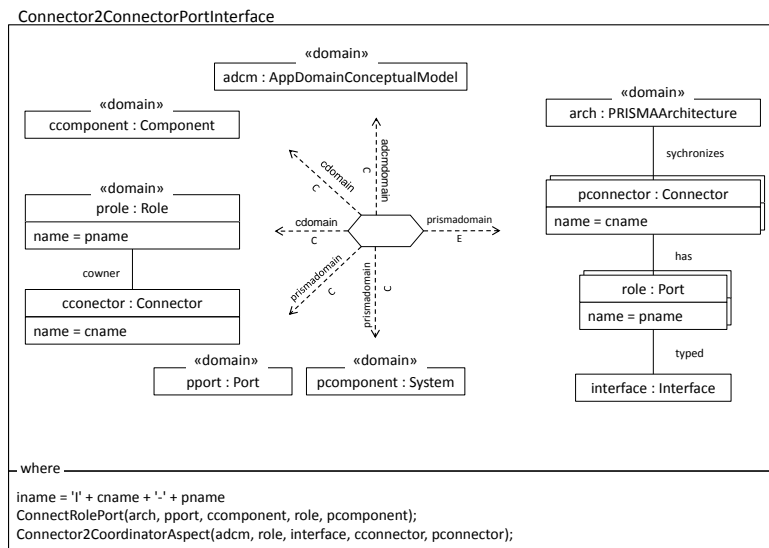 Connector2ConnectorPortInterface
«domain»
adcm : AppDomainConceptualModel
«domain»
ccomponent : Component
«domain»
arch : PRISMAArchitecture
sychronizes
«domain»
prole : Role
name = pname
cowner
cconector : Connector
name = cname
cdomain
C
adcmdomain
C
cdomain
C
prismadomain
E
prismadomain
C
prismadomain
C
pconnector : Connector
name = cname
has
role : Port
name = pname
typed
interface : Interface
«domain»
pport : Port
«domain»
pcomponent : System
where
iname = 'I' + cname + '-' + pname
ConnectRolePort(arch, pport, ccomponent, role, pcomponent);
Connector2CoordinatorAspect(adcm, role, interface, cconnector, pconnector);